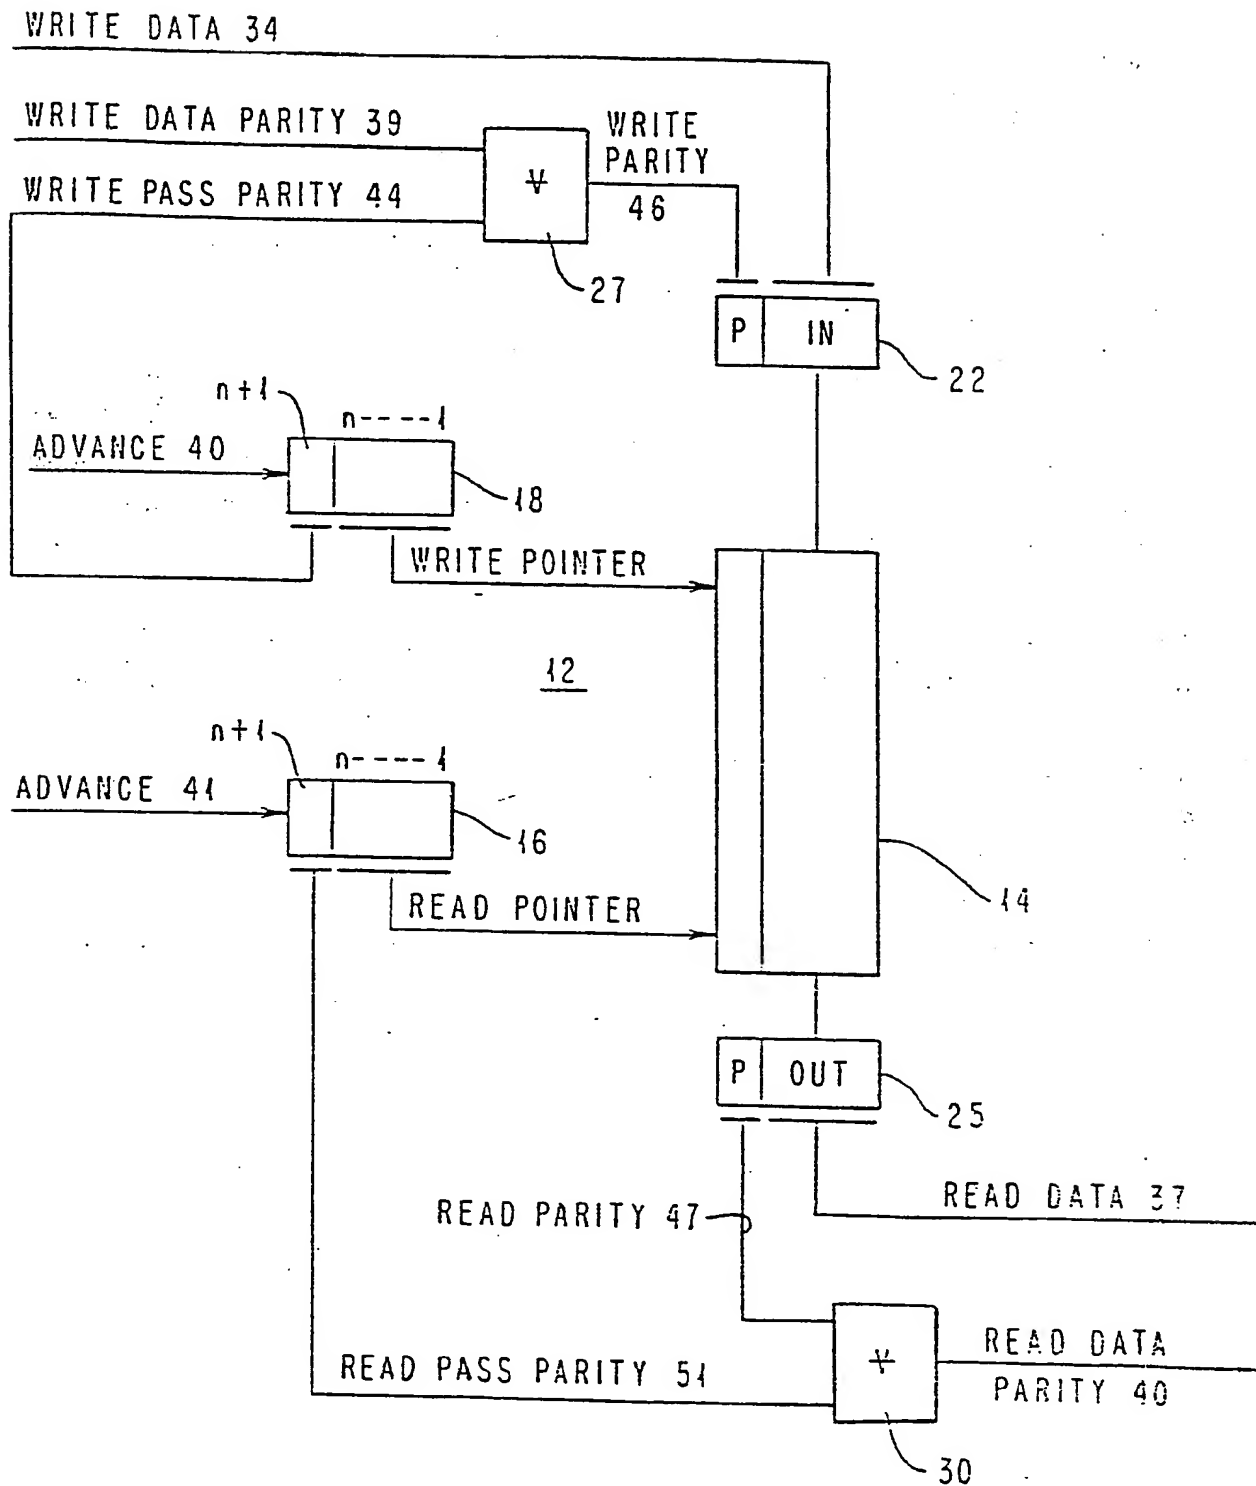 WRITE DATA 34
WRITE DATA PARITY 39
WRITE PASS PARITY 44
WRITE
PARITY
46
⊻
27
P
IN
22
n+1
n----1
ADVANCE 40
18
WRITE POINTER
12
n+1
n----1
ADVANCE 41
16
READ POINTER
14
P
OUT
25
READ PARITY 47
READ DATA 37
READ PASS PARITY 51
⊻
READ DATA
PARITY 40
30